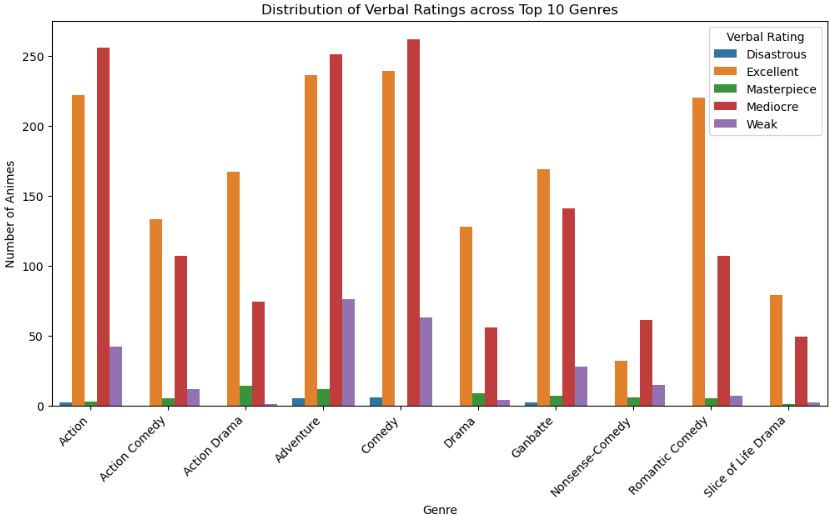 Distribution of Verbal Ratings across Top 10 Genres
Verbal Rating
Disastrous
Excellent
Masterpiece
Mediocre
Weak
Number of Animes
250
200
150
100
50
0
Action
Action Comedy
Action Drama
Adventure
Comedy
Drama
Ganbatte
Nonsense-Comedy
Romantic Comedy
Slice of Life Drama
Genre